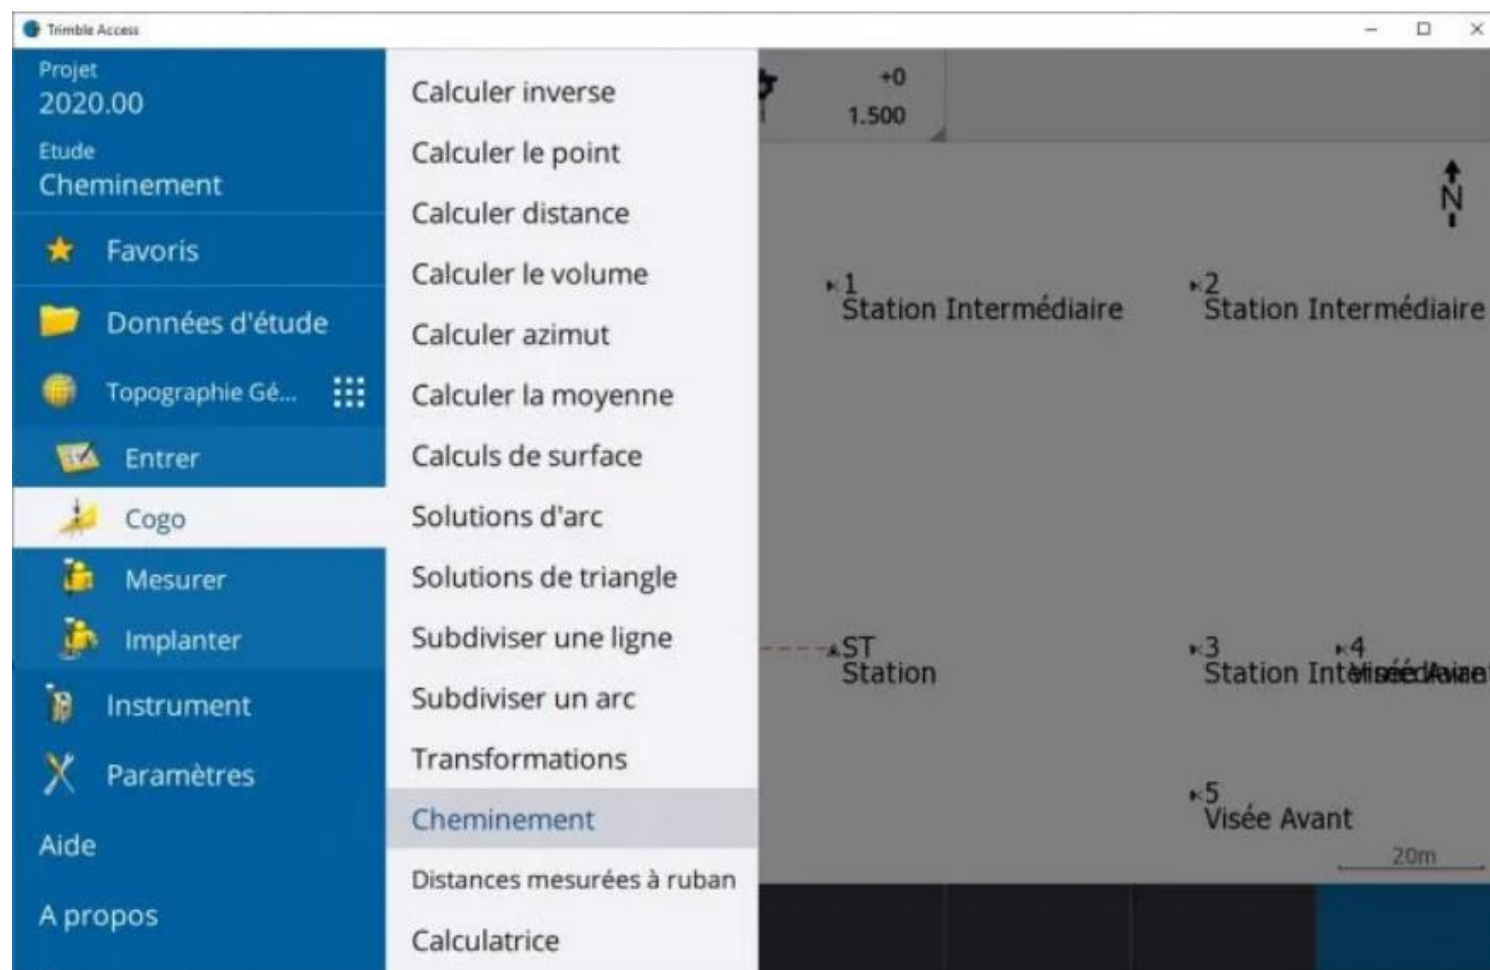 Trimble Access
Projet
2020.00
Etude
Cheminement
Favoris
Données d'étude
Topographie Gé...
Entrer
Cogo
Mesurer
Implanter
Instrument
Paramètres
Aide
A propos
Calculer inverse
Calculer le point
Calculer distance
Calculer le volume
Calculer azimut
Calculer la moyenne
Calculs de surface
Solutions d'arc
Solutions de triangle
Subdiviser une ligne
Subdiviser un arc
Transformations
Cheminement
Distances mesurées à ruban
Calculatrice
+0
1.500
N
1
Station Intermédiaire
2
Station Intermédiaire
ST
Station
3
Station
4
5
Visée Avant
20m